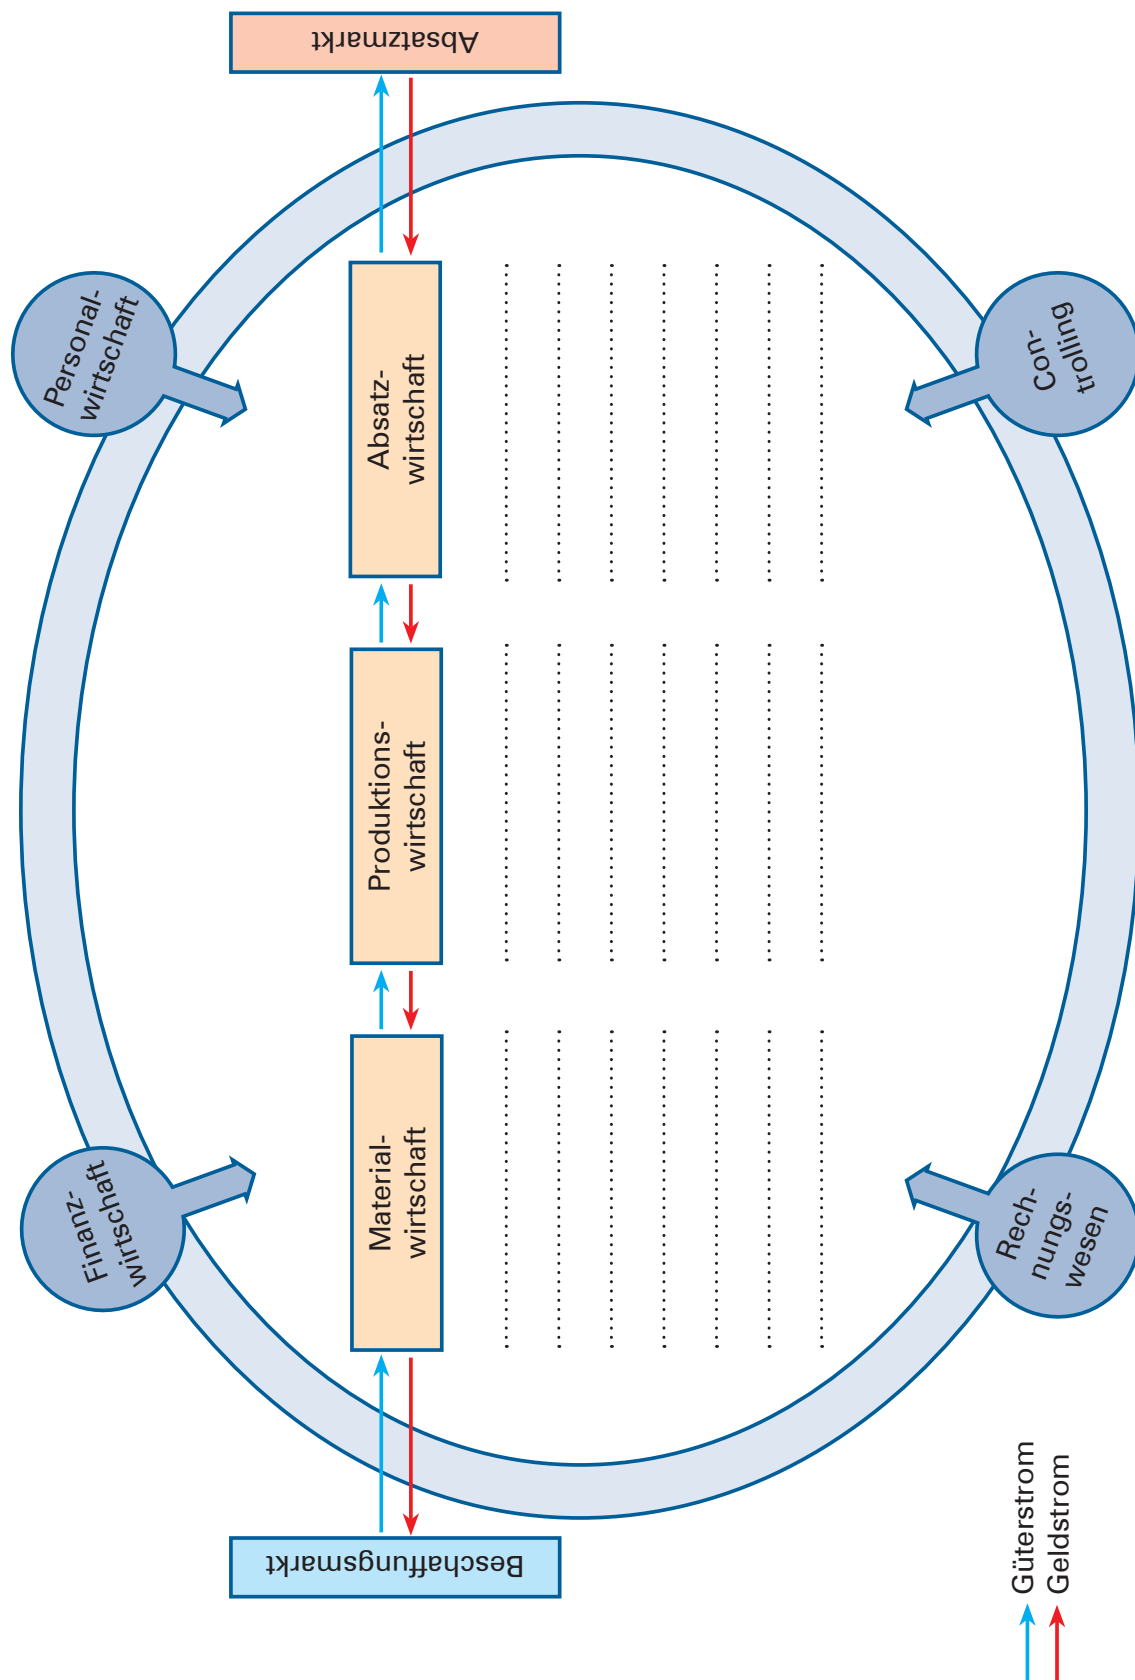 Finanz-
wirtschaft
Personal-
wirtschaft
Beschaffungsmarkt
Material-
wirtschaft
Produktions-
wirtschaft
Absatz-
wirtschaft
Absatzmarkt
Rech-
nungs-
wesen
Con-
trolling
Güterstrom
Geldstrom